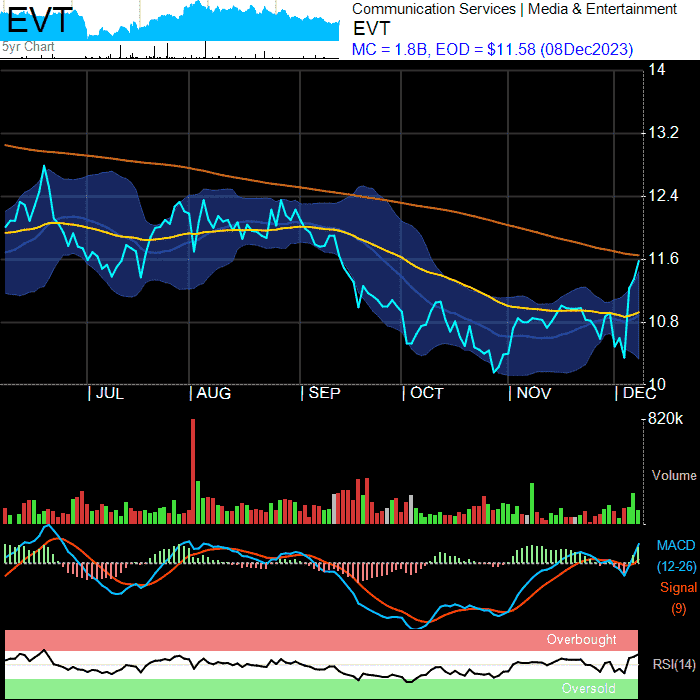 EVT
5yr Chart
Communication Services | Media & Entertainment
EVT
MC = 1.8B, EOD = $11.58 (08Dec2023)
14
13.2
12.4
11.6
10.8
10
| JUL | AUG | SEP | OCT | NOV | DEC
820k
Volume
MACD
(12-26)
Signal
(9)
Overbought
RSI(14)
Oversold